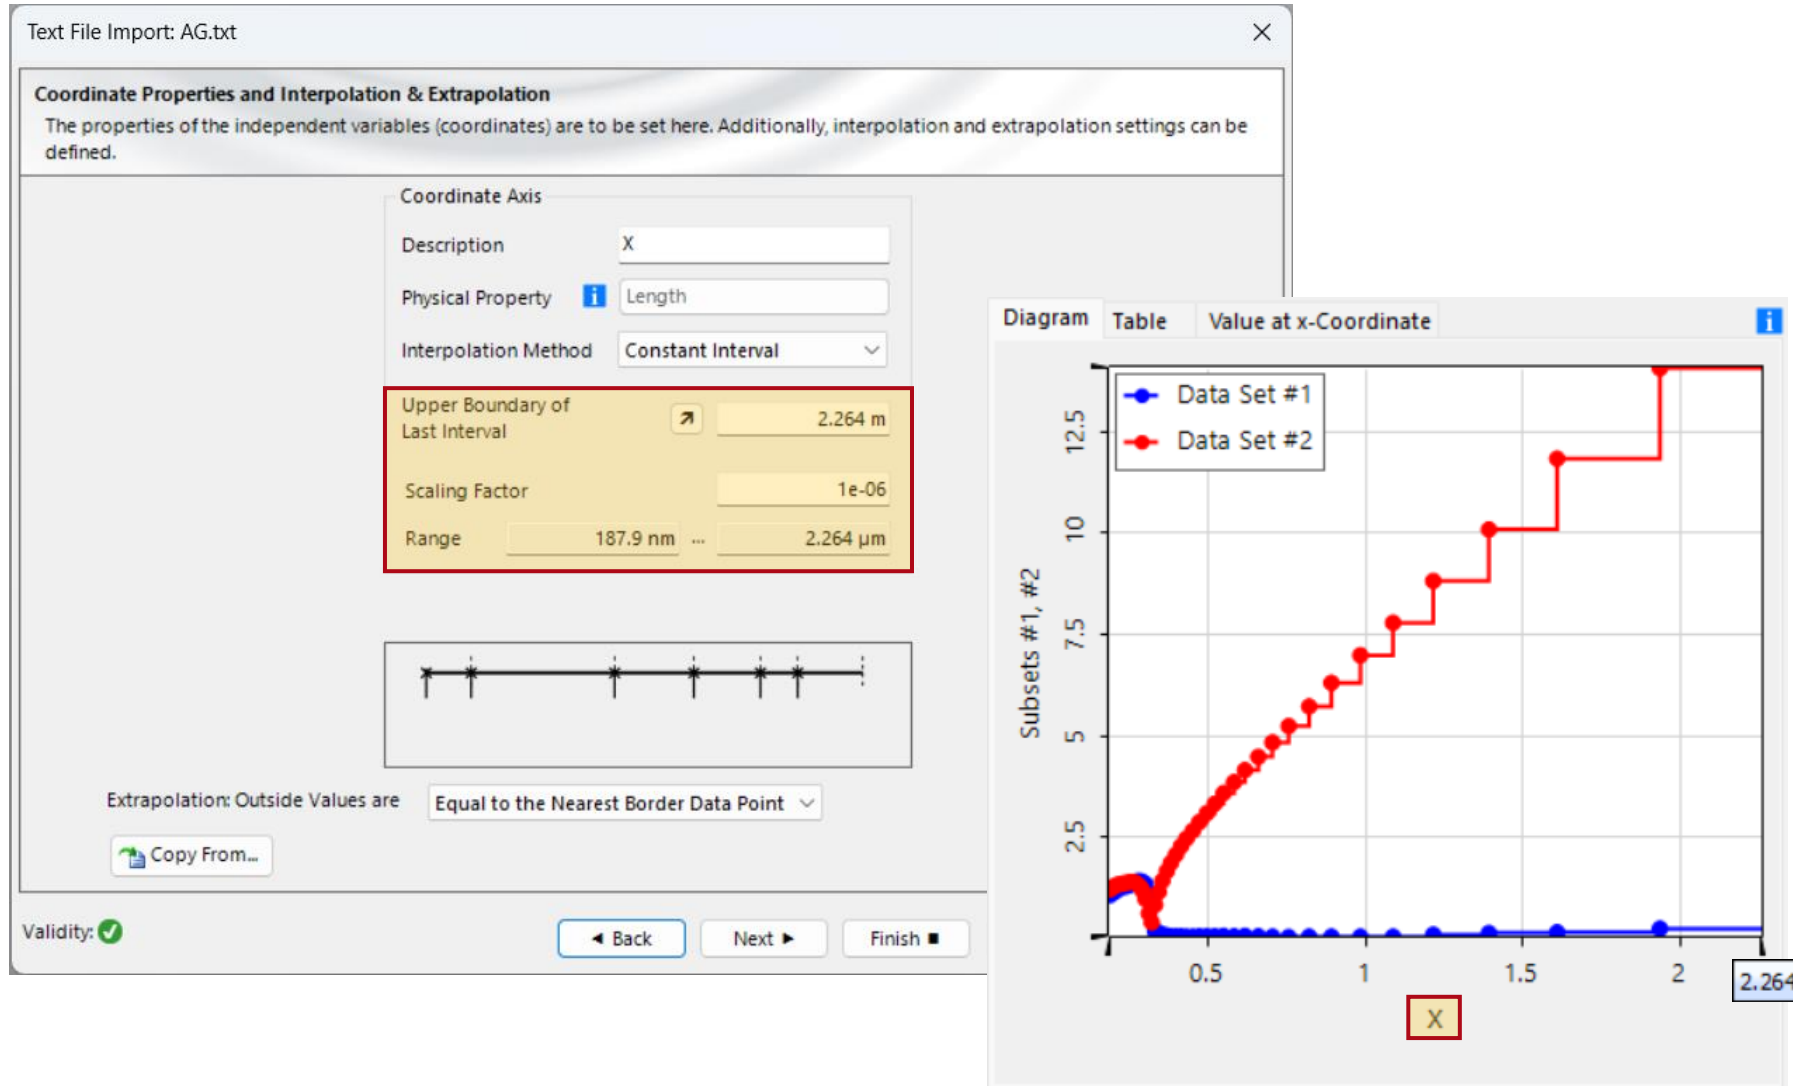 Text File Import: AG.txt
Coordinate Properties and Interpolation & Extrapolation
The properties of the independent variables (coordinates) are to be set here. Additionally, interpolation and extrapolation settings can be
defined.
Coordinate Axis
Description X
Physical Property i Length
Interpolation Method Constant Interval
Upper Boundary of
Last Interval 2.264 m
Scaling Factor 1e-06
Range 187.9 nm ... 2.264 µm
Extrapolation: Outside Values are Equal to the Nearest Border Data Point
Copy From...
Validity:
Back Next Finish
Diagram Table Value at x-Coordinate i
Data Set #1
Data Set #2
Subsets #1, #2
12.5
10
7.5
5
2.5
0.5 1 1.5 2 2.264
X